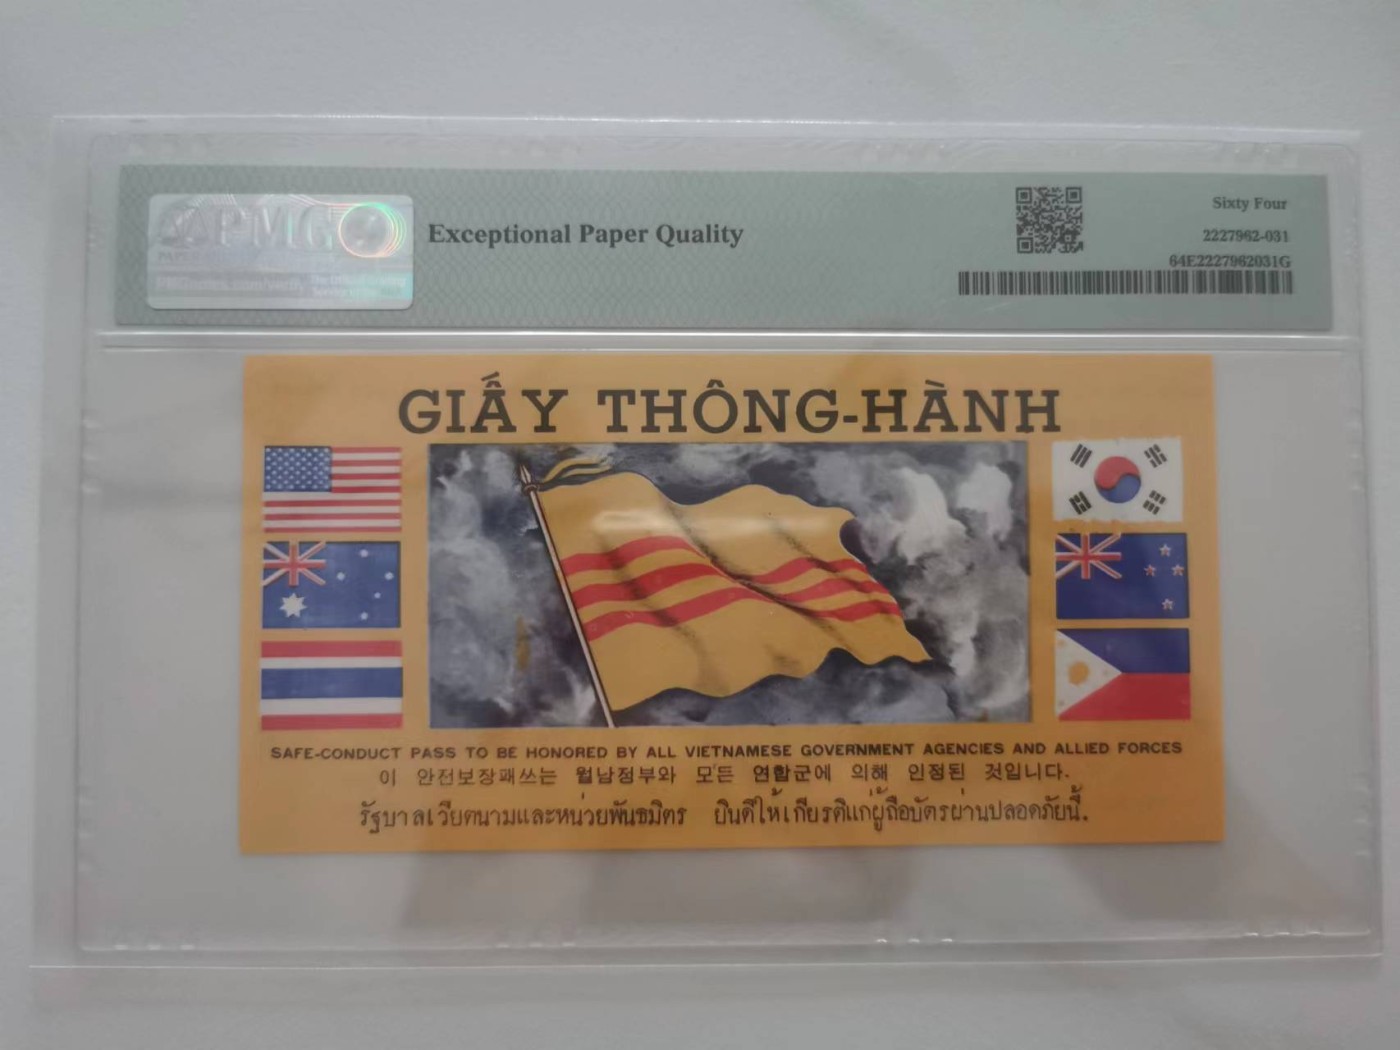 PMG
Exceptional Paper Quality
Sixty Four
2227962-031
64E2227962031G
GIẤY THÔNG-HÀNH
SAFE-CONDUCT PASS TO BE HONORED BY ALL VIETNAMESE GOVERNMENT AGENCIES AND ALLIED FORCES
이 안전보장패쓰는 월남정부와 모든 연합군에 의해 인정된 것입니다.
รัฐบาลเวียตนามและหน่วยพันธมิตร ยินดีให้เกียรติแก่ผู้ถือบัตรผ่านปลอดภัยนี้.